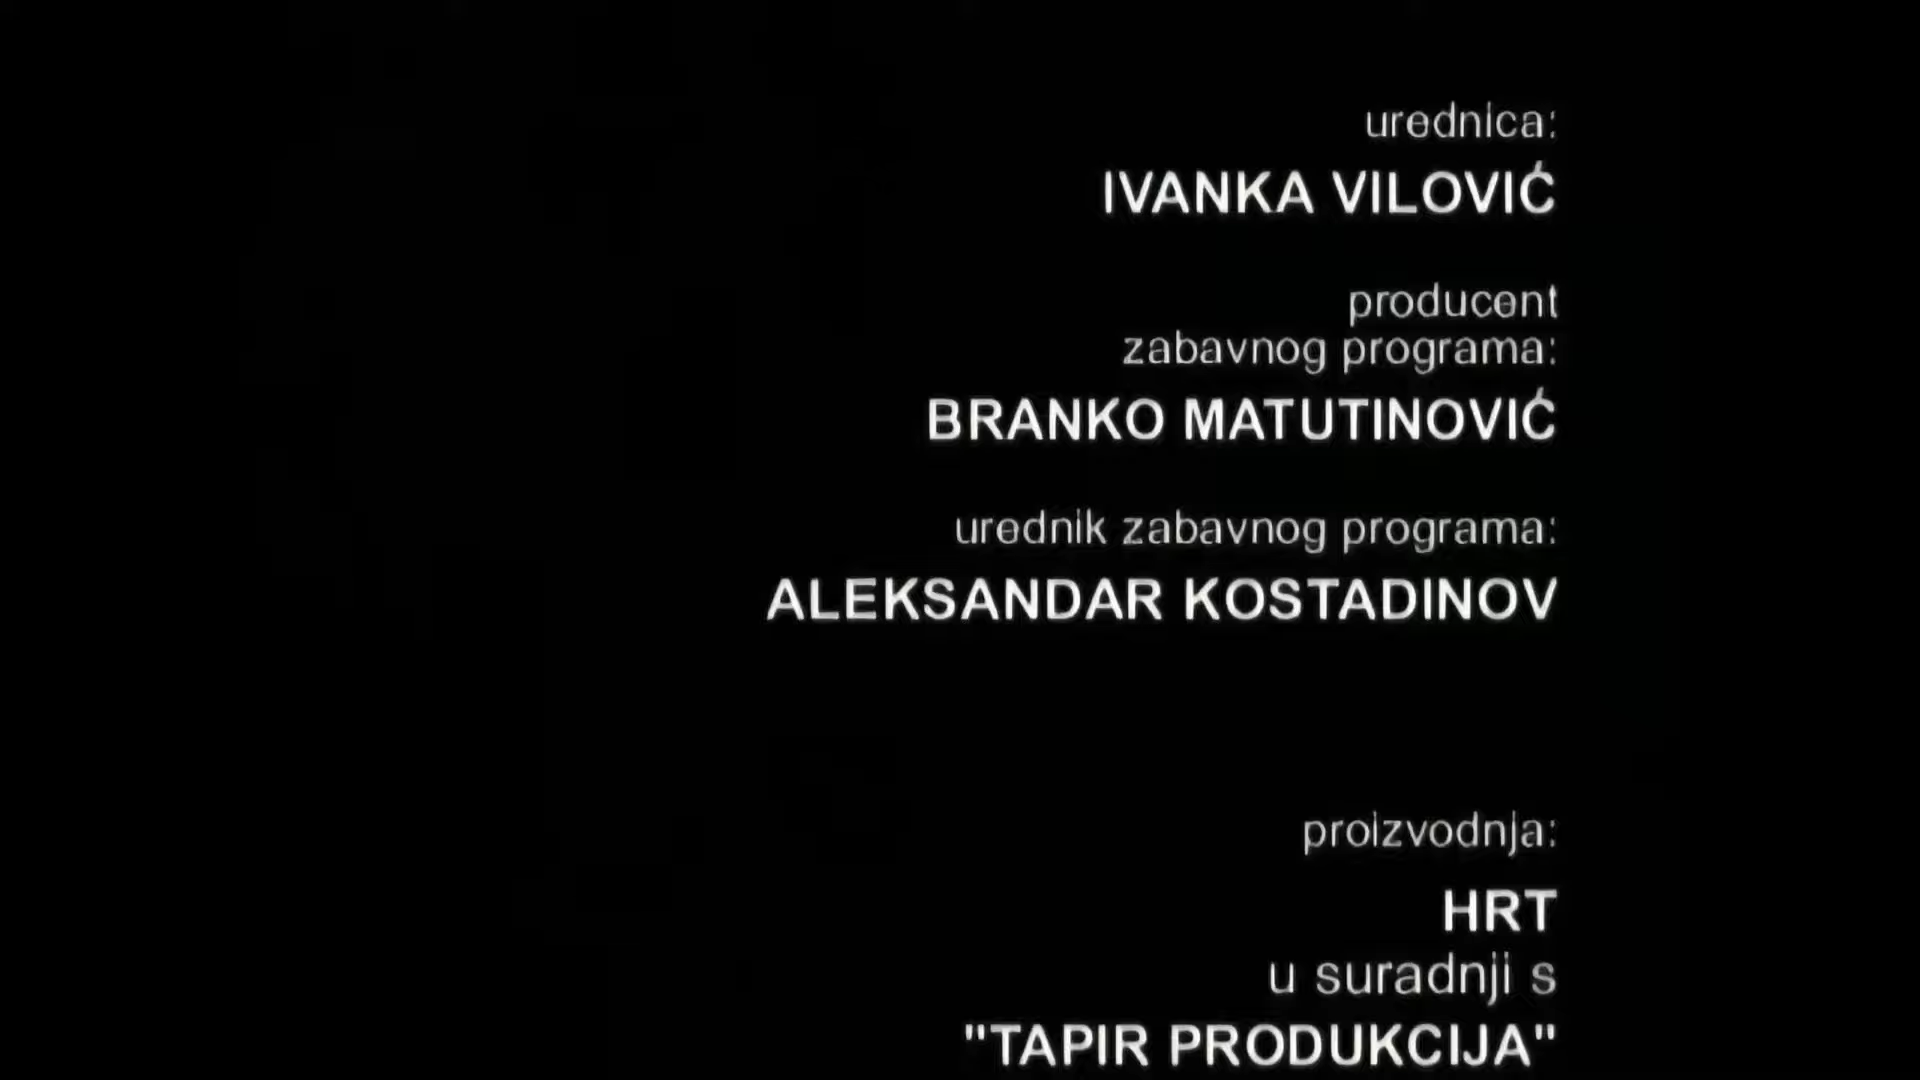 urednica:
IVANKA VILOVIĆ
producent
zabavnog programa:
BRANKO MATUTINOVIĆ
urednik zabavnog programa:
ALEKSANDAR KOSTADINOV
proizvodnja:
HRT
u suradnji s
"TAPIR PRODUKCIJA"